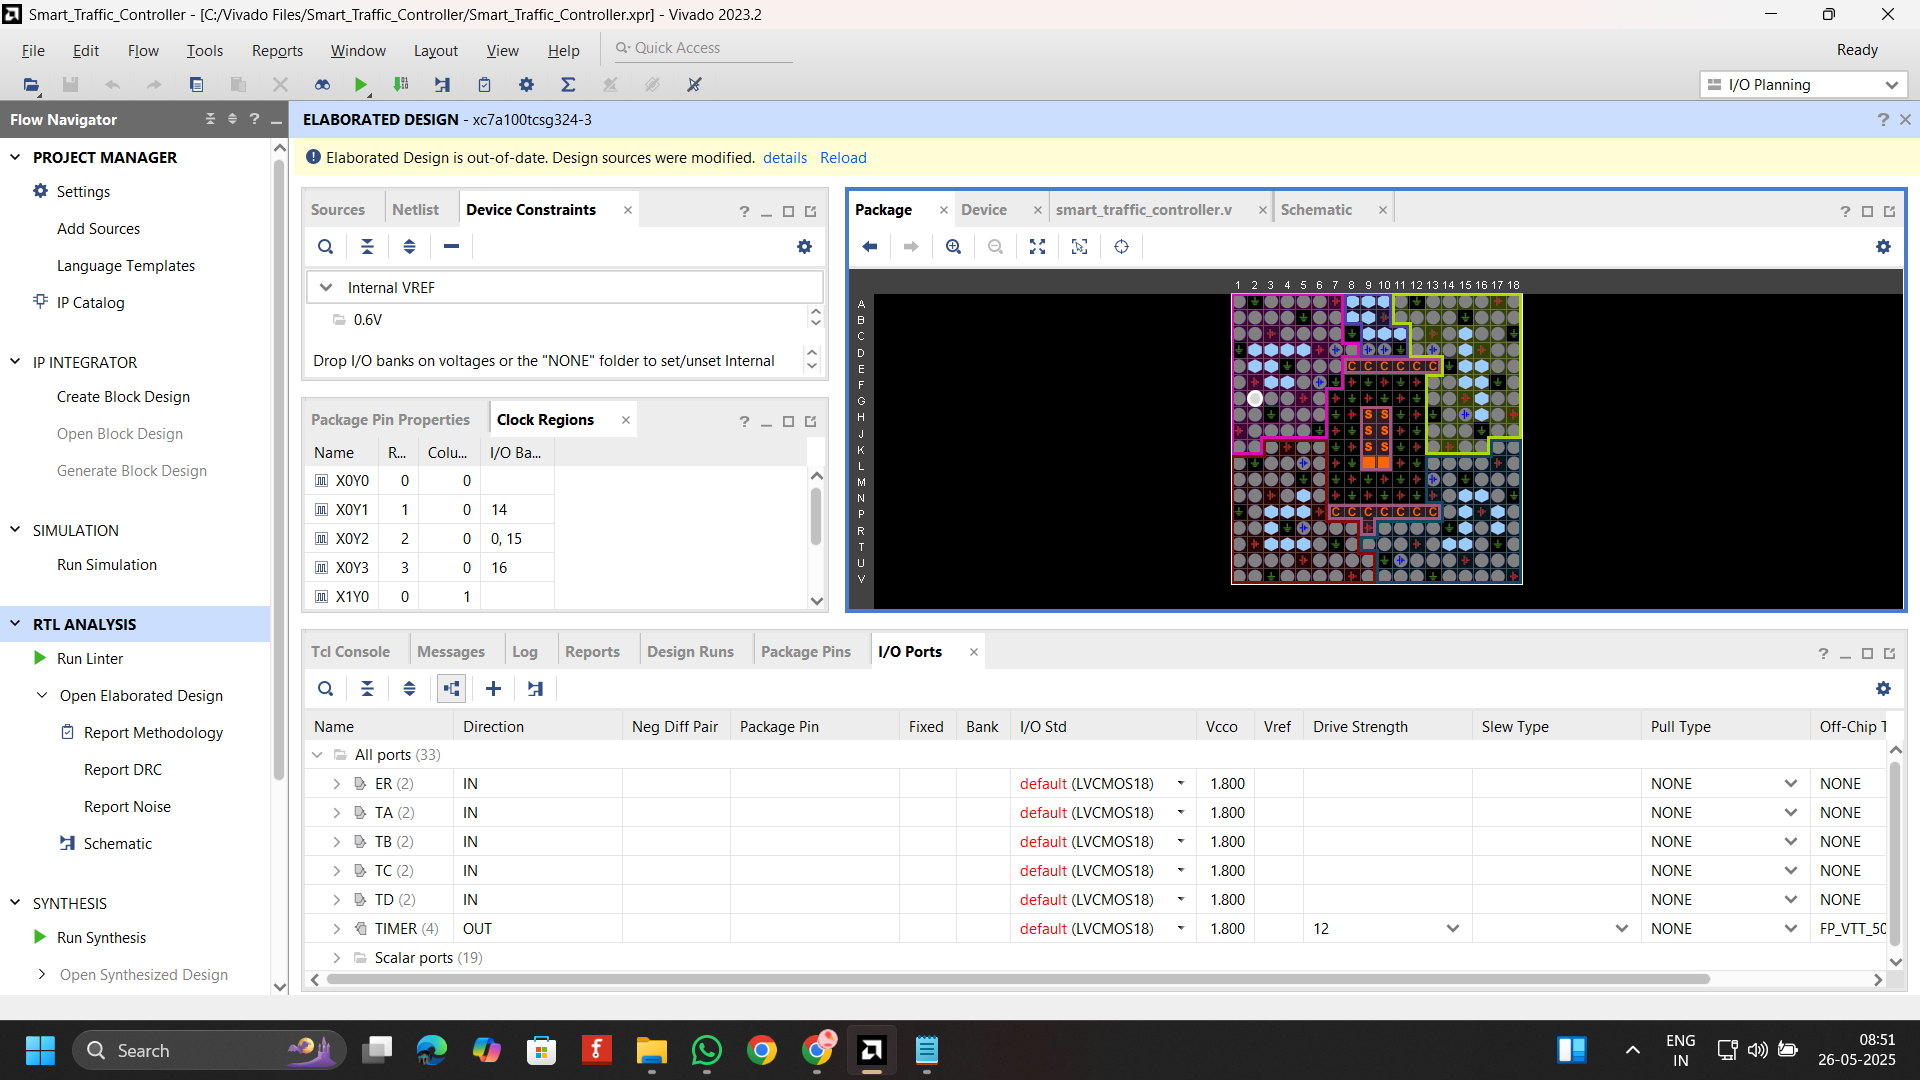 Smart_Traffic_Controller - [C:/Vivado Files/Smart_Traffic_Controller/Smart_Traffic_Controller.xpr] - Vivado 2023.2
File Edit Flow Tools Reports Window Layout View Help Quick Access Ready
I/O Planning
Flow Navigator
ELABORATED DESIGN - xc7a100tcsg324-3
Elaborated Design is out-of-date. Design sources were modified. details Reload
PROJECT MANAGER
Settings
Add Sources
Language Templates
IP Catalog
IP INTEGRATOR
Create Block Design
Open Block Design
Generate Block Design
SIMULATION
Run Simulation
RTL ANALYSIS
Run Linter
Open Elaborated Design
Report Methodology
Report DRC
Report Noise
Schematic
SYNTHESIS
Run Synthesis
Open Synthesized Design
Sources Netlist Device Constraints
Internal VREF
0.6V
Drop I/O banks on voltages or the "NONE" folder to set/unset Internal
Package Pin Properties Clock Regions
Name R... Colu... I/O Ba...
X0Y0 0 0
X0Y1 1 0 14
X0Y2 2 0 0, 15
X0Y3 3 0 16
X1Y0 0 1
Package Device smart_traffic_controller.v Schematic
1 2 3 4 5 6 7 8 9 10 11 12 13 14 15 16 17 18
A
B
C
D
E C C C C C C
F
G
H S S
J S S
K S S
L
M
N
P C C C C C C C
R
T
U
V
Tcl Console Messages Log Reports Design Runs Package Pins I/O Ports
Name Direction Neg Diff Pair Package Pin Fixed Bank I/O Std Vcco Vref Drive Strength Slew Type Pull Type Off-Chip T
All ports (33)
ER (2) IN default (LVCMOS18) 1.800 NONE NONE
TA (2) IN default (LVCMOS18) 1.800 NONE NONE
TB (2) IN default (LVCMOS18) 1.800 NONE NONE
TC (2) IN default (LVCMOS18) 1.800 NONE NONE
TD (2) IN default (LVCMOS18) 1.800 NONE NONE
TIMER (4) OUT default (LVCMOS18) 1.800 12 NONE FP_VTT_50
Scalar ports (19)
Search
ENG
IN
08:51
26-05-2025